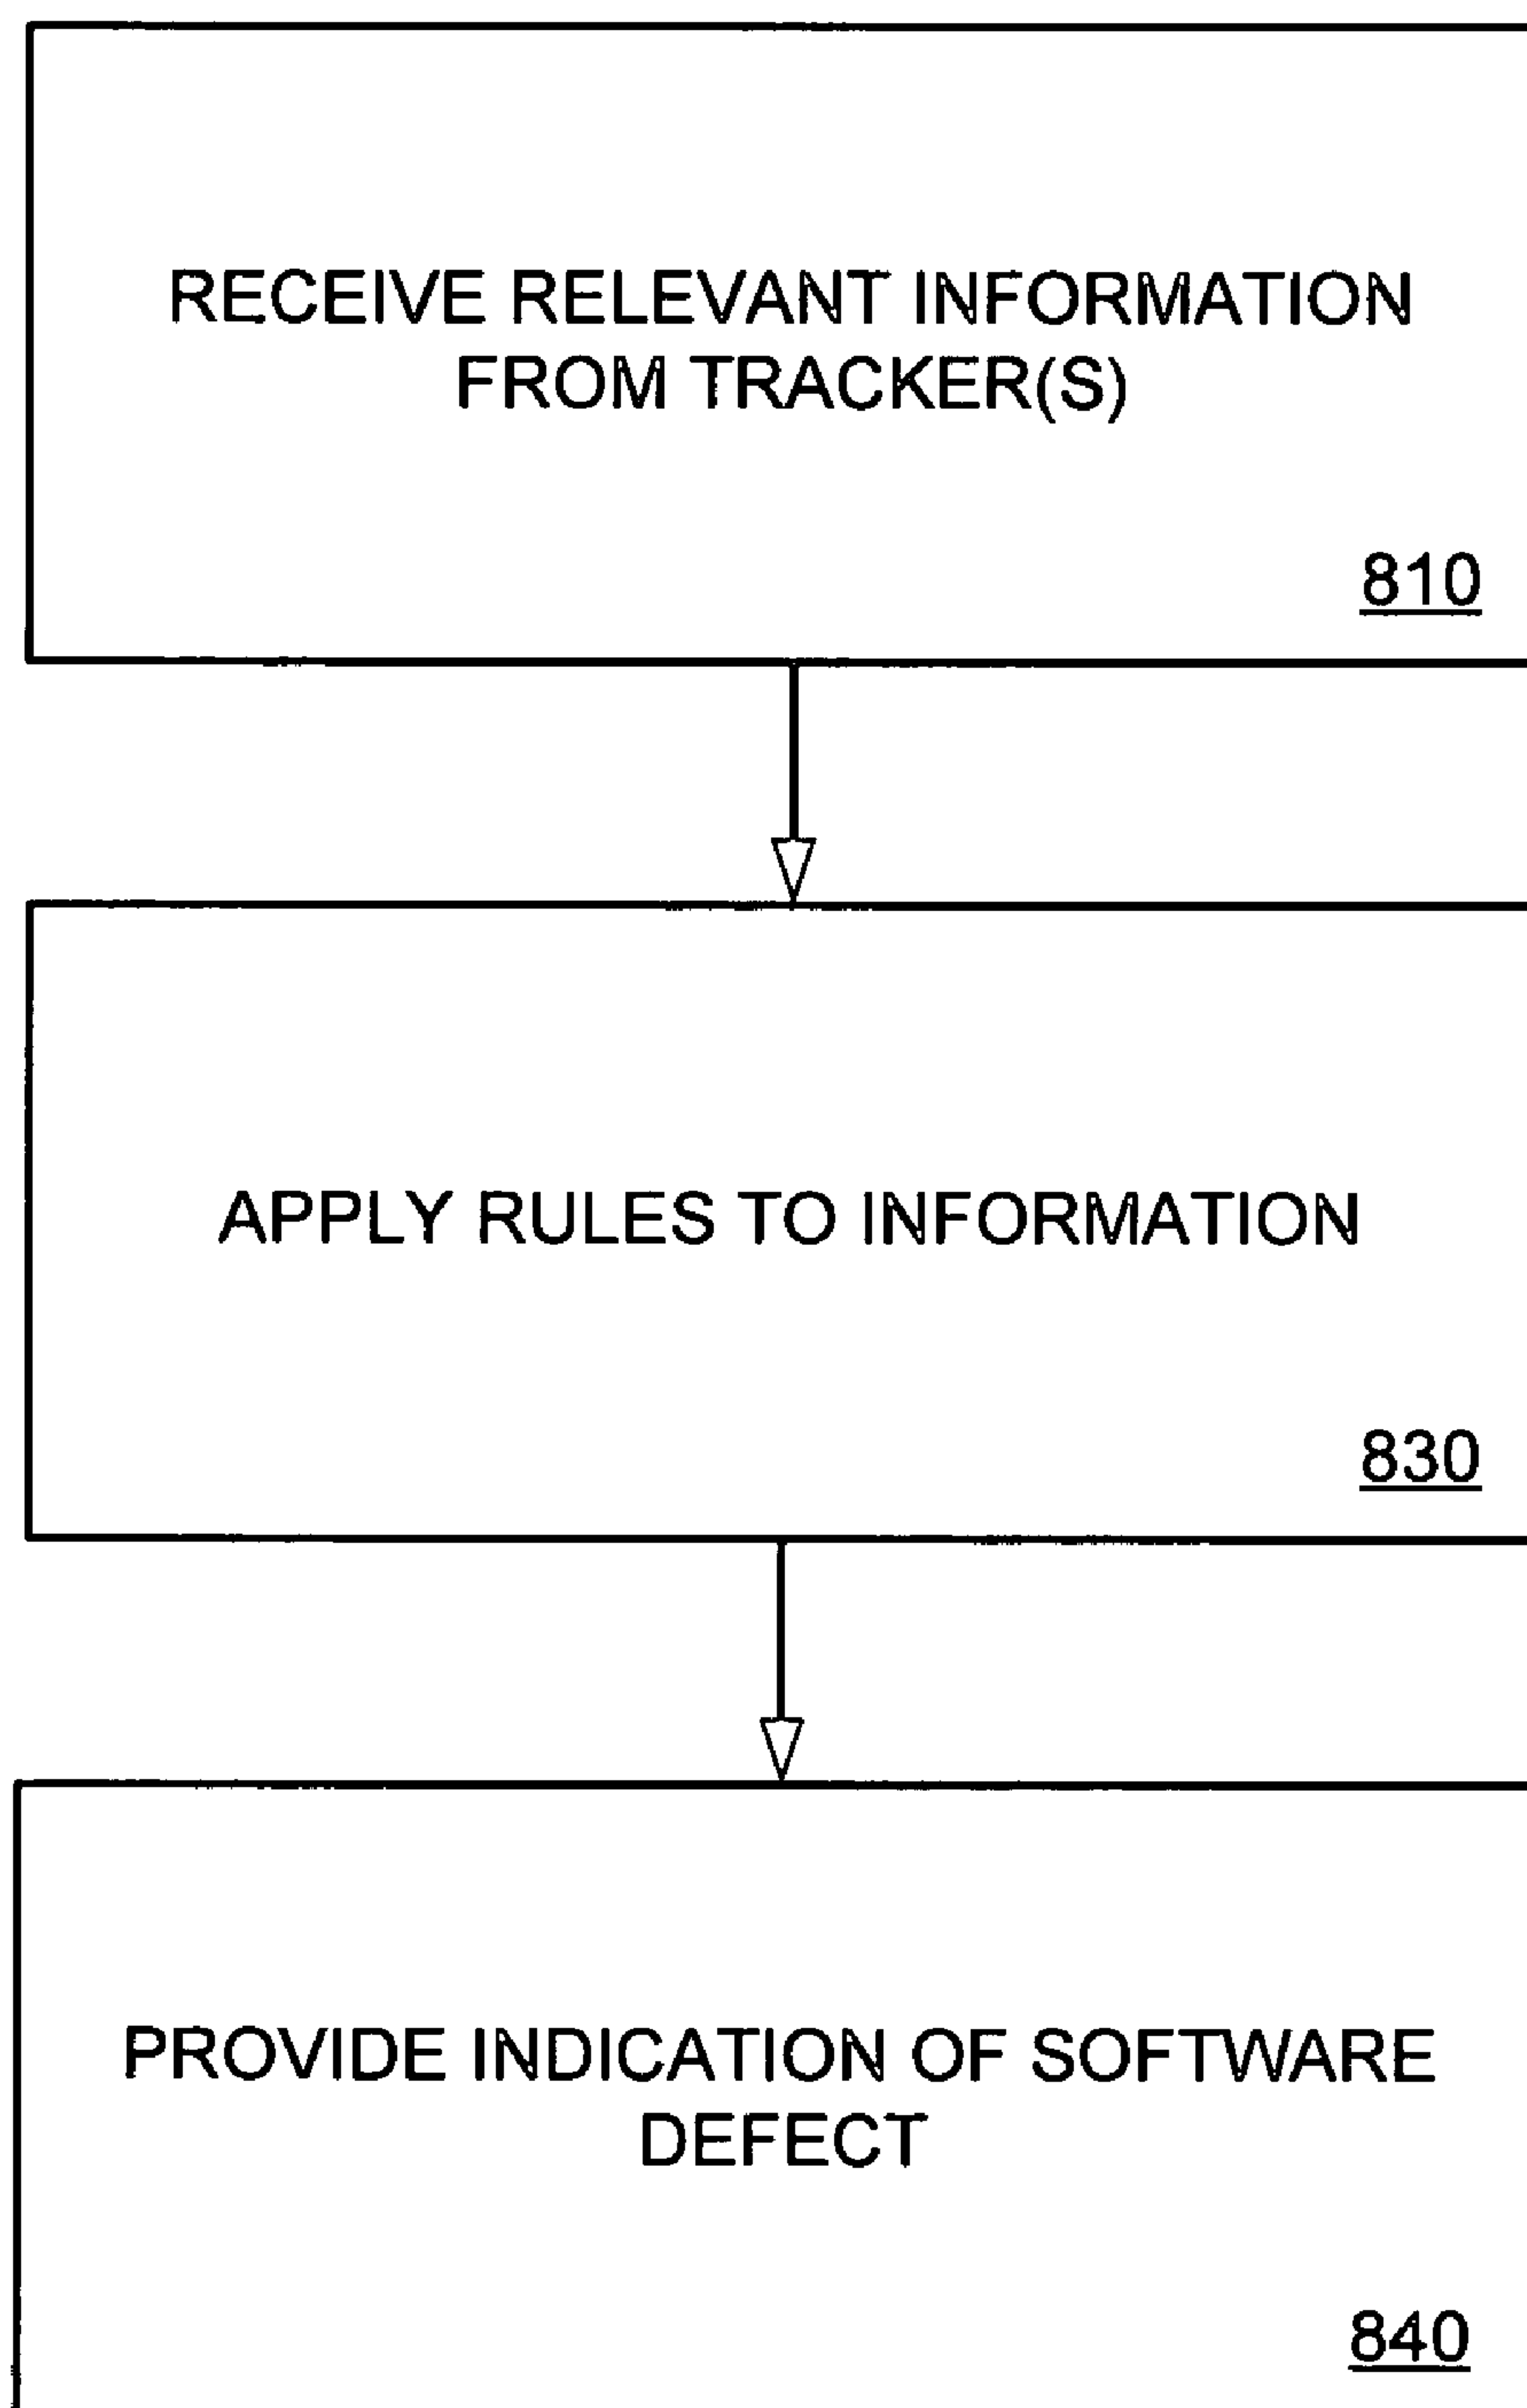 RECEIVE RELEVANT INFORMATION
FROM TRACKER(S)
810
APPLY RULES TO INFORMATION
830
PROVIDE INDICATION OF SOFTWARE
DEFECT
840